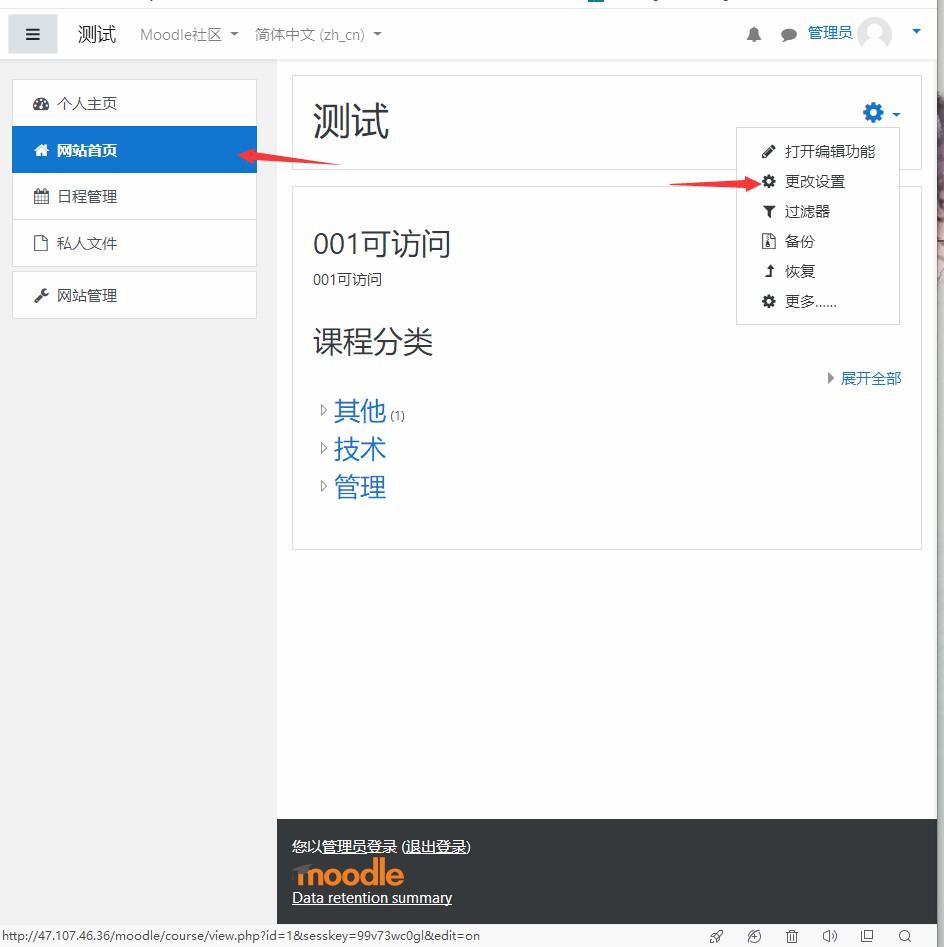 测试 Moodle社区 简体中文 (zh_cn) 管理员
个人主页
网站首页
日程管理
私人文件
网站管理
测试
打开编辑功能
更改设置
过滤器
备份
恢复
更多......
001可访问
001可访问
课程分类
展开全部
其他 (1)
技术
管理
您以管理员登录 (退出登录)
moodle
Data retention summary
http://47.107.46.36/moodle/course/view.php?id=1&sesskey=99v73wc0gl&edit=on